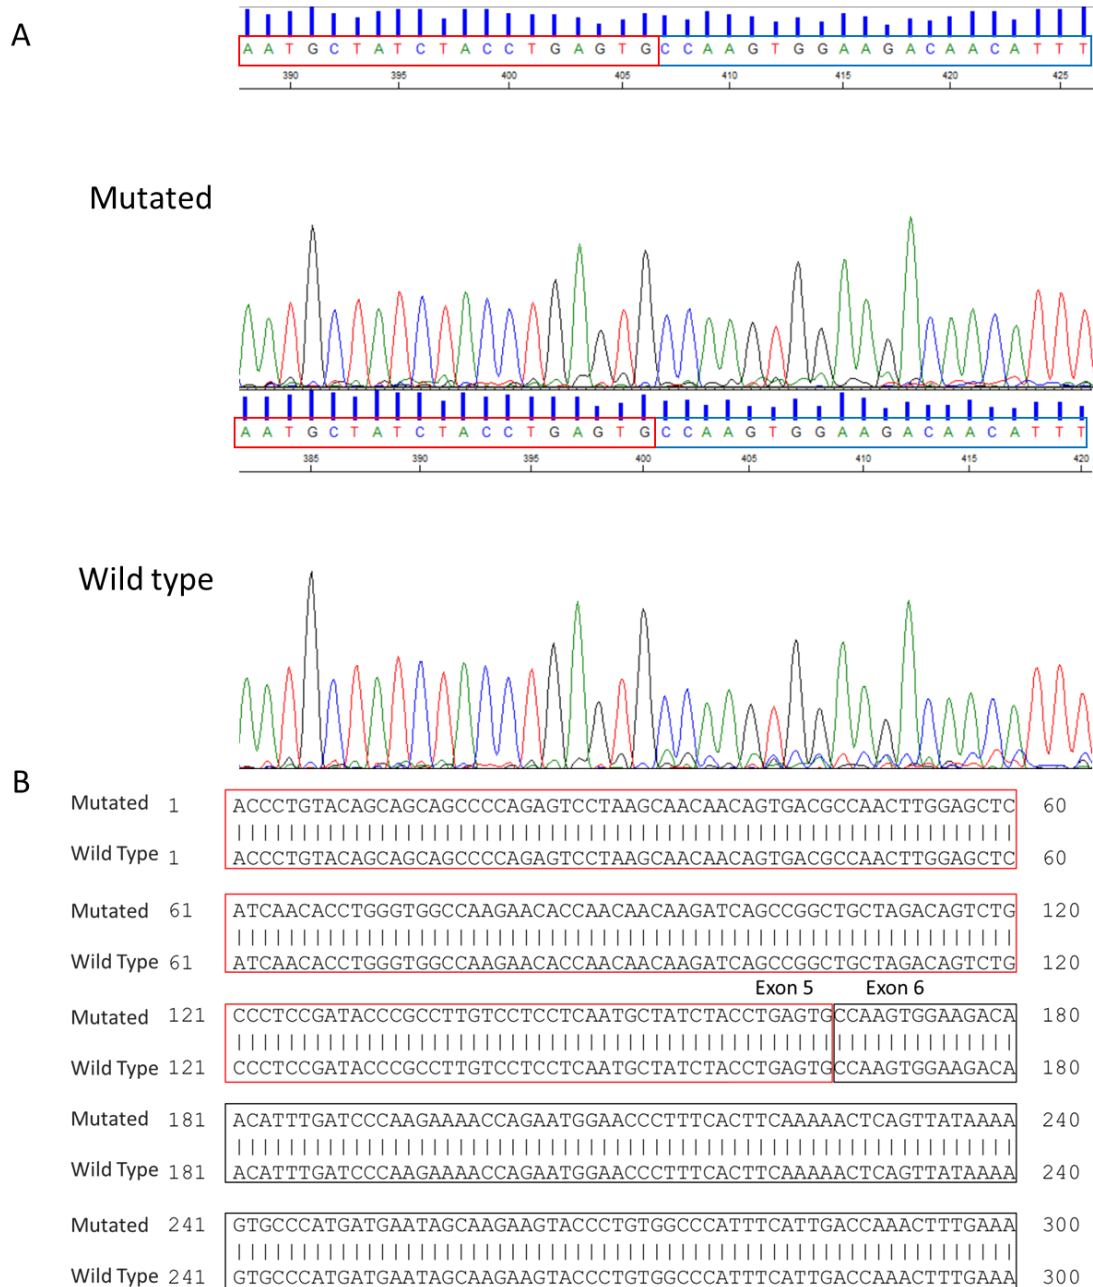 A
A A T G C T A T C T A C C T G A G T G C C A A G T G G A A G A C A A C A T T T
390 395 400 405 410 415 420 425
Mutated
A A T G C T A T C T A C C T G A G T G C C A A G T G G A A G A C A A C A T T T
385 390 395 400 405 410 415 420
Wild type
B
Mutated 1 ACCCTGTACAGCAGCAGCCCCAGAGTCCTAAGCAACAACAGTGACGCCAACTTGGAGCTC 60
Wild Type 1 ACCCTGTACAGCAGCAGCCCCAGAGTCCTAAGCAACAACAGTGACGCCAACTTGGAGCTC 60
Mutated 61 ATCAACACCTGGGTGGCCAAGAACACCAACAACAAGATCAGCCGGCTGCTAGACAGTCTG 120
Wild Type 61 ATCAACACCTGGGTGGCCAAGAACACCAACAACAAGATCAGCCGGCTGCTAGACAGTCTG 120
Exon 5 Exon 6
Mutated 121 CCCTCCGATACCCGCCTTGTCCTCCTCAATGCTATCTACCTGAGTGCCAAGTGGAAGACA 180
Wild Type 121 CCCTCCGATACCCGCCTTGTCCTCCTCAATGCTATCTACCTGAGTGCCAAGTGGAAGACA 180
Mutated 181 ACATTTGATCCCAAGAAAACCAGAATGGAACCCTTTCACTTCAAAAACTCAGTTATAAAA 240
Wild Type 181 ACATTTGATCCCAAGAAAACCAGAATGGAACCCTTTCACTTCAAAAACTCAGTTATAAAA 240
Mutated 241 GTGCCCATGATGAATAGCAAGAAGTACCCTGTGGCCCATTTCATTGACCAAACTTTGAAA 300
Wild Type 241 GTGCCCATGATGAATAGCAAGAAGTACCCTGTGGCCCATTTCATTGACCAAACTTTGAAA 300